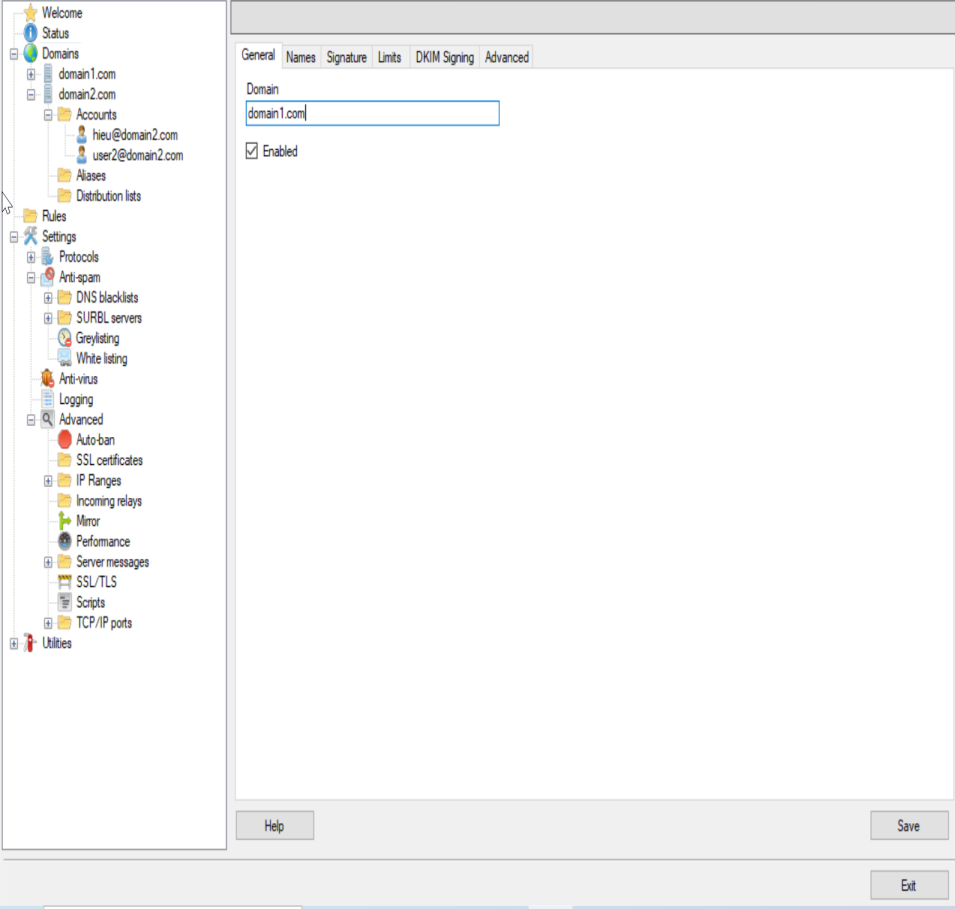 Welcome
Status
Domains
domain1.com
domain2.com
Accounts
hieu@domain2.com
user2@domain2.com
Aliases
Distribution lists
Rules
Settings
Protocols
Anti-spam
DNS blacklists
SURBL servers
Greylisting
White listing
Anti-virus
Logging
Advanced
Auto-ban
SSL certificates
IP Ranges
Incoming relays
Mirror
Performance
Server messages
SSL/TLS
Scripts
TCP/IP ports
Utilities
General Names Signature Limits DKIM Signing Advanced
Domain
domain1.com
Enabled
Help Save
Exit